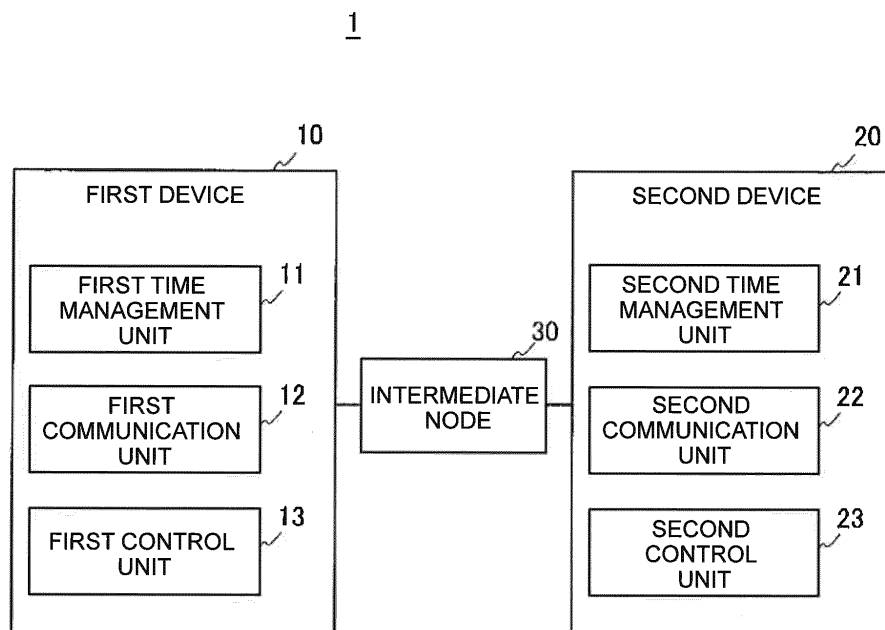 1
10
FIRST DEVICE
11
FIRST TIME
MANAGEMENT
UNIT
12
FIRST
COMMUNICATION
UNIT
13
FIRST CONTROL
UNIT
30
INTERMEDIATE
NODE
20
SECOND DEVICE
21
SECOND TIME
MANAGEMENT
UNIT
22
SECOND
COMMUNICATION
UNIT
23
SECOND
CONTROL
UNIT